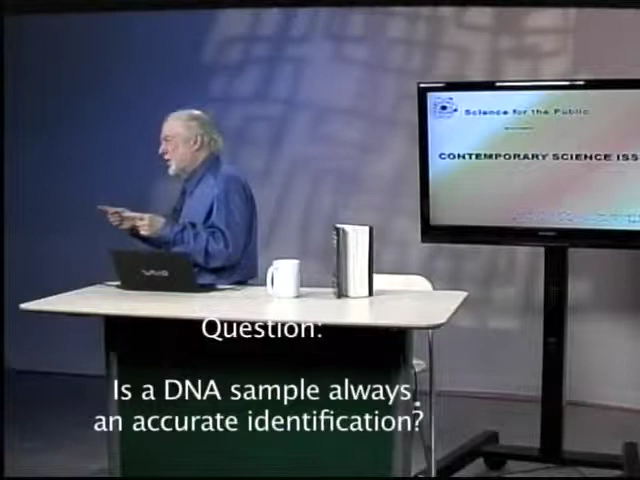 Science for the Public
CONTEMPORARY SCIENCE ISS
VAIO
Question:
Is a DNA sample always
an accurate identification?